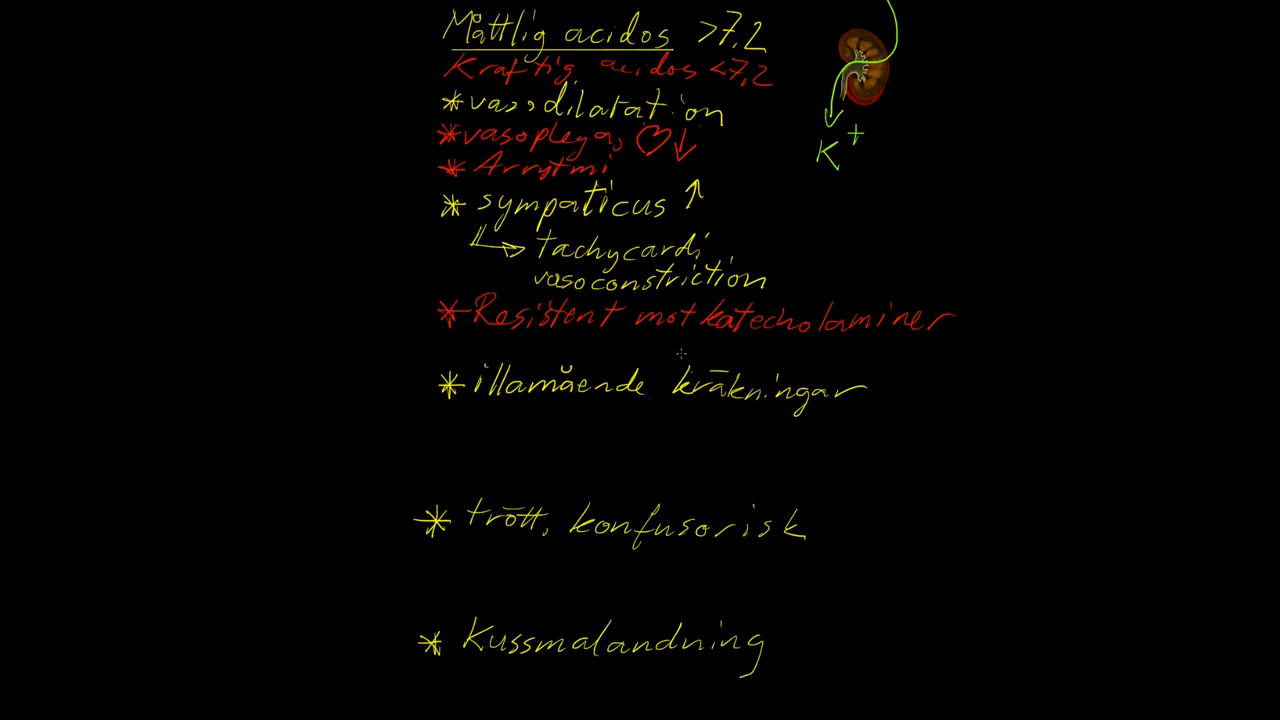 Måttlig acidos >7,2
Kraftig acidos <7,2
* vasodilatation
* vasoplega, ♡↓
* Arrytmi
K+
* sympaticus ↑
↳ tachycardi
vasoconstriction
* Resistent mot katecholaminer
* illamående kräkningar
* trött, konfusorisk
* Kussmalandning